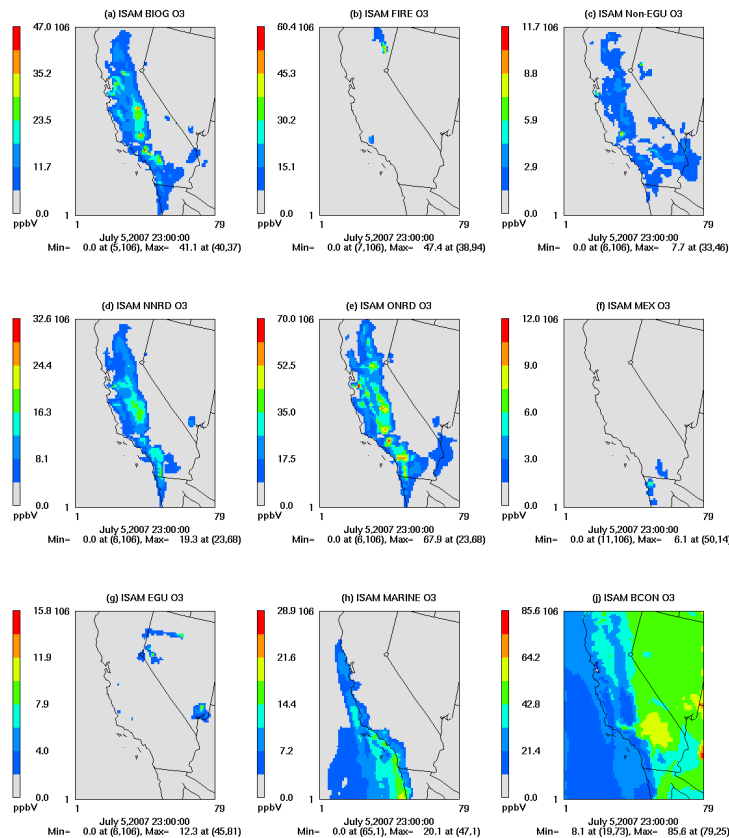 (a) ISAM BIOG O3
47.0 106
35.2
23.5
11.7
0.0
ppbV
1
1
79
July 5,2007 23:00:00
Min= 0.0 at (5,106), Max= 41.1 at (40,37)
(b) ISAM FIRE O3
60.4 106
45.3
30.2
15.1
0.0
ppbV
1
1
79
July 5,2007 23:00:00
Min= 0.0 at (7,106), Max= 47.4 at (38,94)
(c) ISAM Non-EGU O3
11.7 106
8.8
5.9
2.9
0.0
ppbV
1
1
79
July 5,2007 23:00:00
Min= 0.0 at (6,106), Max= 7.7 at (33,46)
(d) ISAM NNRD O3
32.6 106
24.4
16.3
8.1
0.0
ppbV
1
1
79
July 5,2007 23:00:00
Min= 0.0 at (6,106), Max= 19.3 at (23,68)
(e) ISAM ONRD O3
70.0 106
52.5
35.0
17.5
0.0
ppbV
1
1
79
July 5,2007 23:00:00
Min= 0.0 at (6,106), Max= 67.9 at (23,68)
(f) ISAM MEX O3
12.0 106
9.0
6.0
3.0
0.0
ppbV
1
1
79
July 5,2007 23:00:00
Min= 0.0 at (11,106), Max= 6.1 at (50,14)
(g) ISAM EGU O3
15.8 106
11.9
7.9
4.0
0.0
ppbV
1
1
79
July 5,2007 23:00:00
Min= 0.0 at (6,106), Max= 12.3 at (45,81)
(h) ISAM MARINE O3
28.9 106
21.6
14.4
7.2
0.0
ppbV
1
1
79
July 5,2007 23:00:00
Min= 0.0 at (65,1), Max= 20.1 at (47,1)
(j) ISAM BCON O3
85.6 106
64.2
42.8
21.4
0.0
ppbV
1
1
79
July 5,2007 23:00:00
Min= 8.1 at (19,73), Max= 85.6 at (79,25)